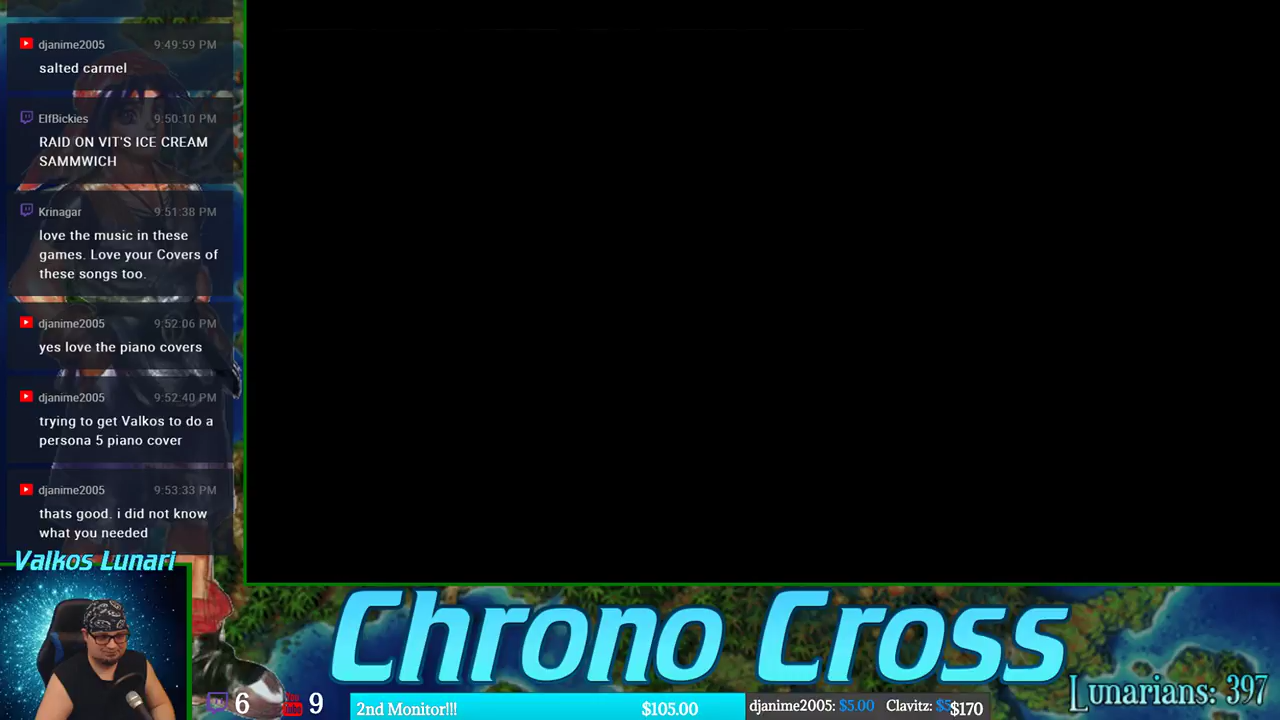 djanime2005 9:49:59 PM
salted carmel
ElfBickies 9:50:10 PM
RAID ON VIT'S ICE CREAM
SAMMWICH
Krinagar 9:51:38 PM
love the music in these
games. Love your Covers of
these songs too.
djanime2005 9:52:06 PM
yes love the piano covers
djanime2005 9:52:40 PM
trying to get Valkos to do a
persona 5 piano cover
djanime2005 9:53:33 PM
thats good. i did not know
what you needed
Valkos Lunari
Chrono Cross
6 You Tube 9
2nd Monitor!!! $105.00
djanime2005: $5.00 Clavitz: $5 $170
Lunarians: 397